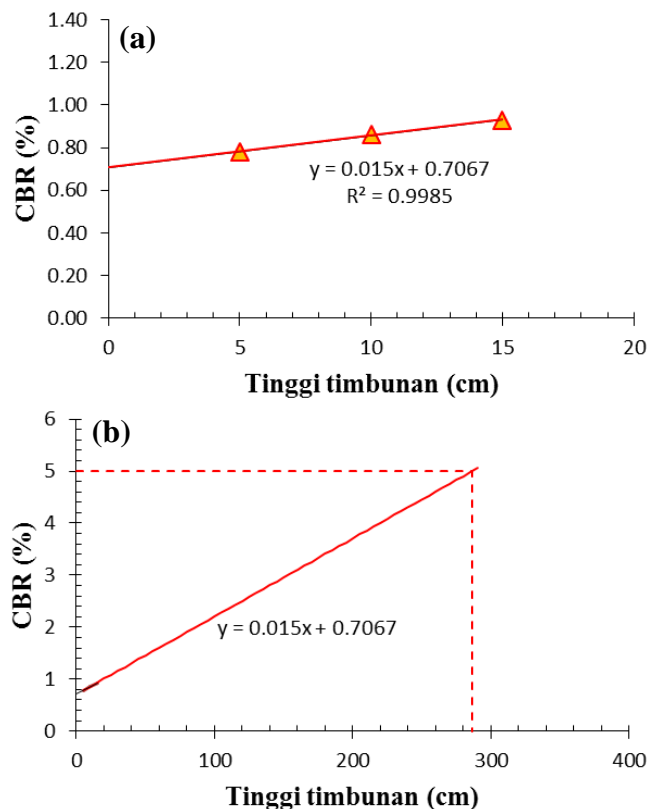 (a)
1.40
1.20
1.00
0.80
0.60
0.40
0.20
0.00
CBR (%)
y = 0.015x + 0.7067
R² = 0.9985
0 5 10 15 20
Tinggi timbunan (cm)
(b)
6
5
4
3
2
1
0
CBR (%)
y = 0.015x + 0.7067
0 100 200 300 400
Tinggi timbunan (cm)